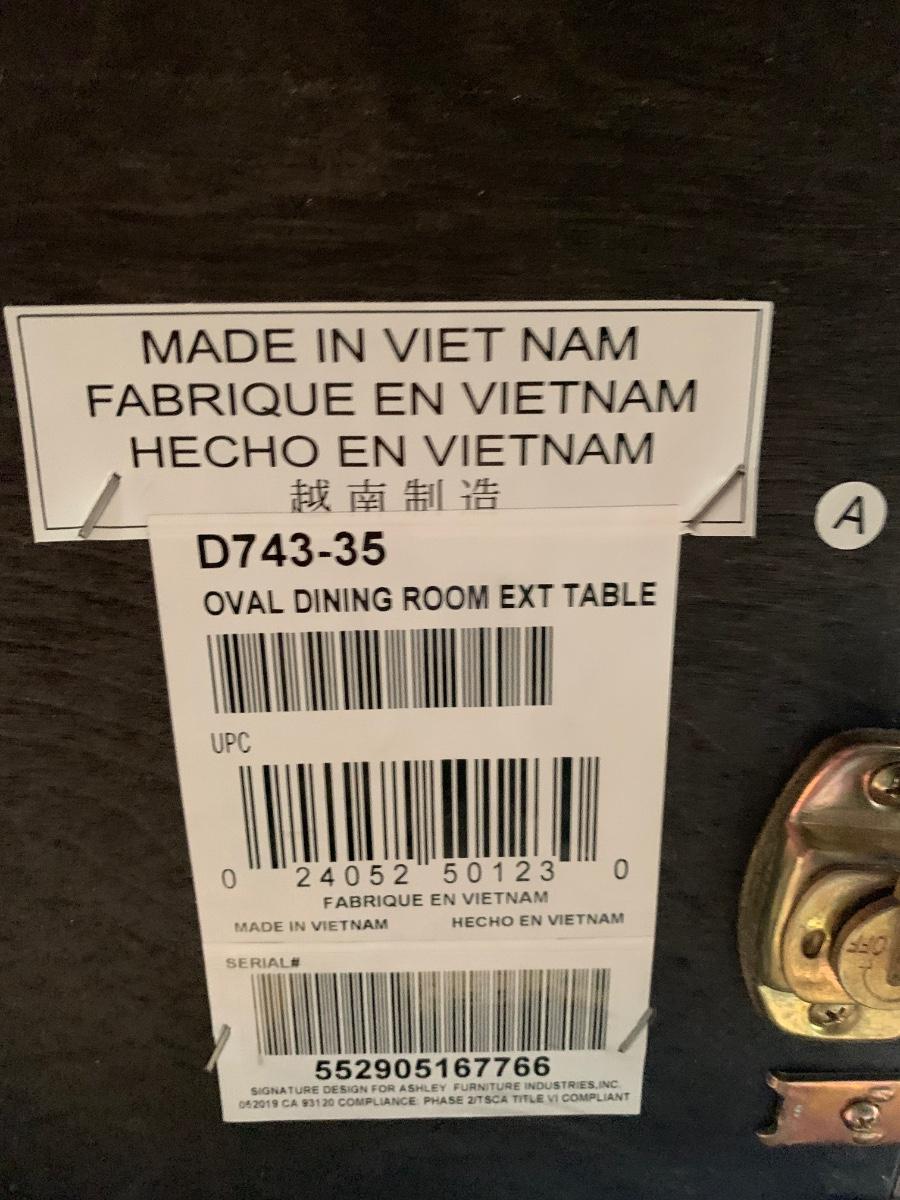 MADE IN VIET NAM
FABRIQUE EN VIETNAM
HECHO EN VIETNAM
越南制造
A
D743-35
OVAL DINING ROOM EXT TABLE
UPC
0 24052 50123 0
FABRIQUE EN VIETNAM
MADE IN VIETNAM HECHO EN VIETNAM
SERIAL#
552905167766
SIGNATURE DESIGN FOR ASHLEY FURNITURE INDUSTRIES,INC.
052019 CA 93120 COMPLIANCE: PHASE 2/TSCA TITLE VI COMPLIANT
OFF